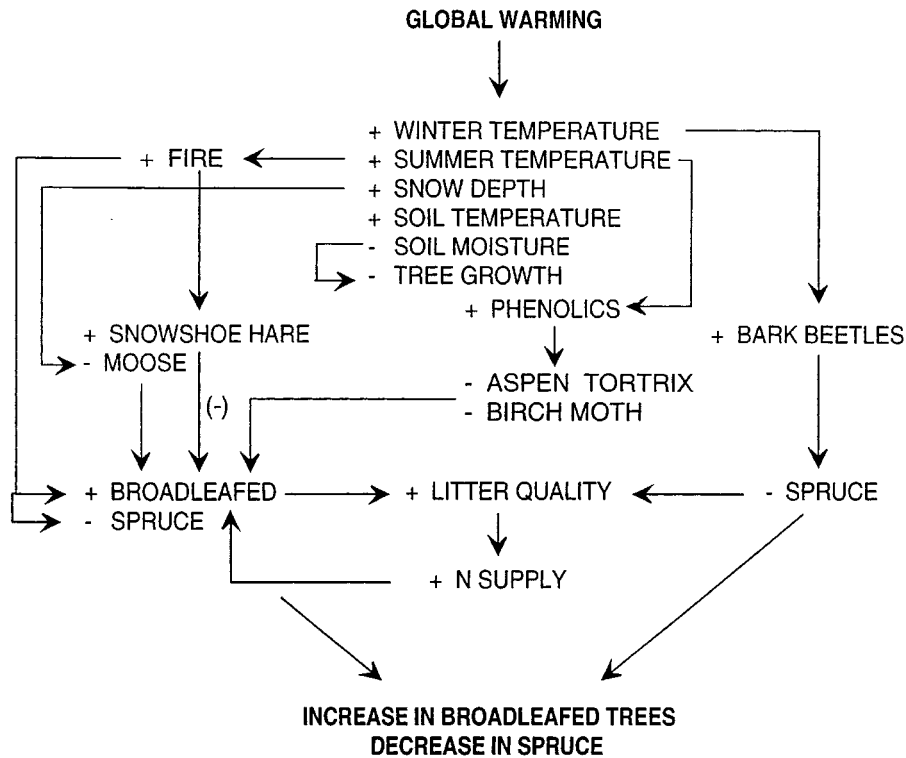 GLOBAL WARMING
+ WINTER TEMPERATURE
+ FIRE
+ SUMMER TEMPERATURE
+ SNOW DEPTH
+ SOIL TEMPERATURE
- SOIL MOISTURE
- TREE GROWTH
+ PHENOLICS
+ SNOWSHOE HARE
- MOOSE
+ BARK BEETLES
- ASPEN TORTRIX
- BIRCH MOTH
(-)
+ BROADLEAFED
- SPRUCE
+ LITTER QUALITY
- SPRUCE
+ N SUPPLY
INCREASE IN BROADLEAFED TREES
DECREASE IN SPRUCE